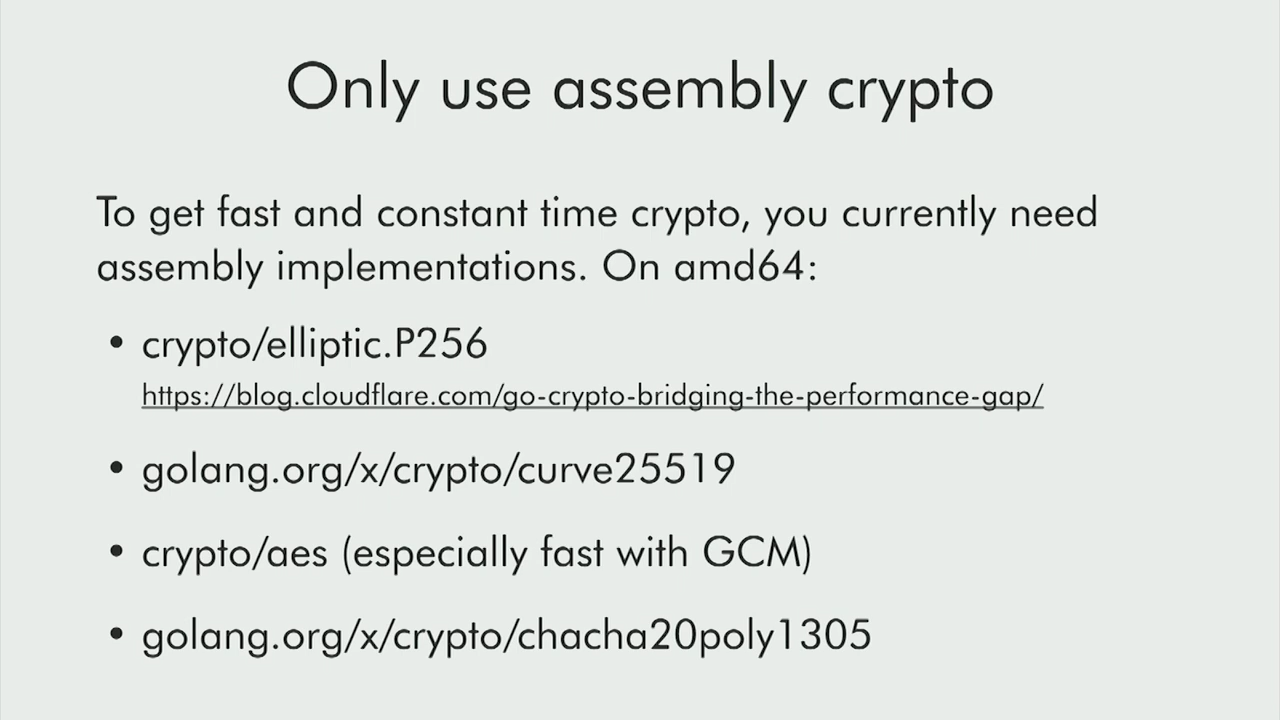 Only use assembly crypto
To get fast and constant time crypto, you currently need
assembly implementations. On amd64:
• crypto/elliptic.P256
https://blog.cloudflare.com/go-crypto-bridging-the-performance-gap/
• golang.org/x/crypto/curve25519
• crypto/aes (especially fast with GCM)
• golang.org/x/crypto/chacha20poly1305